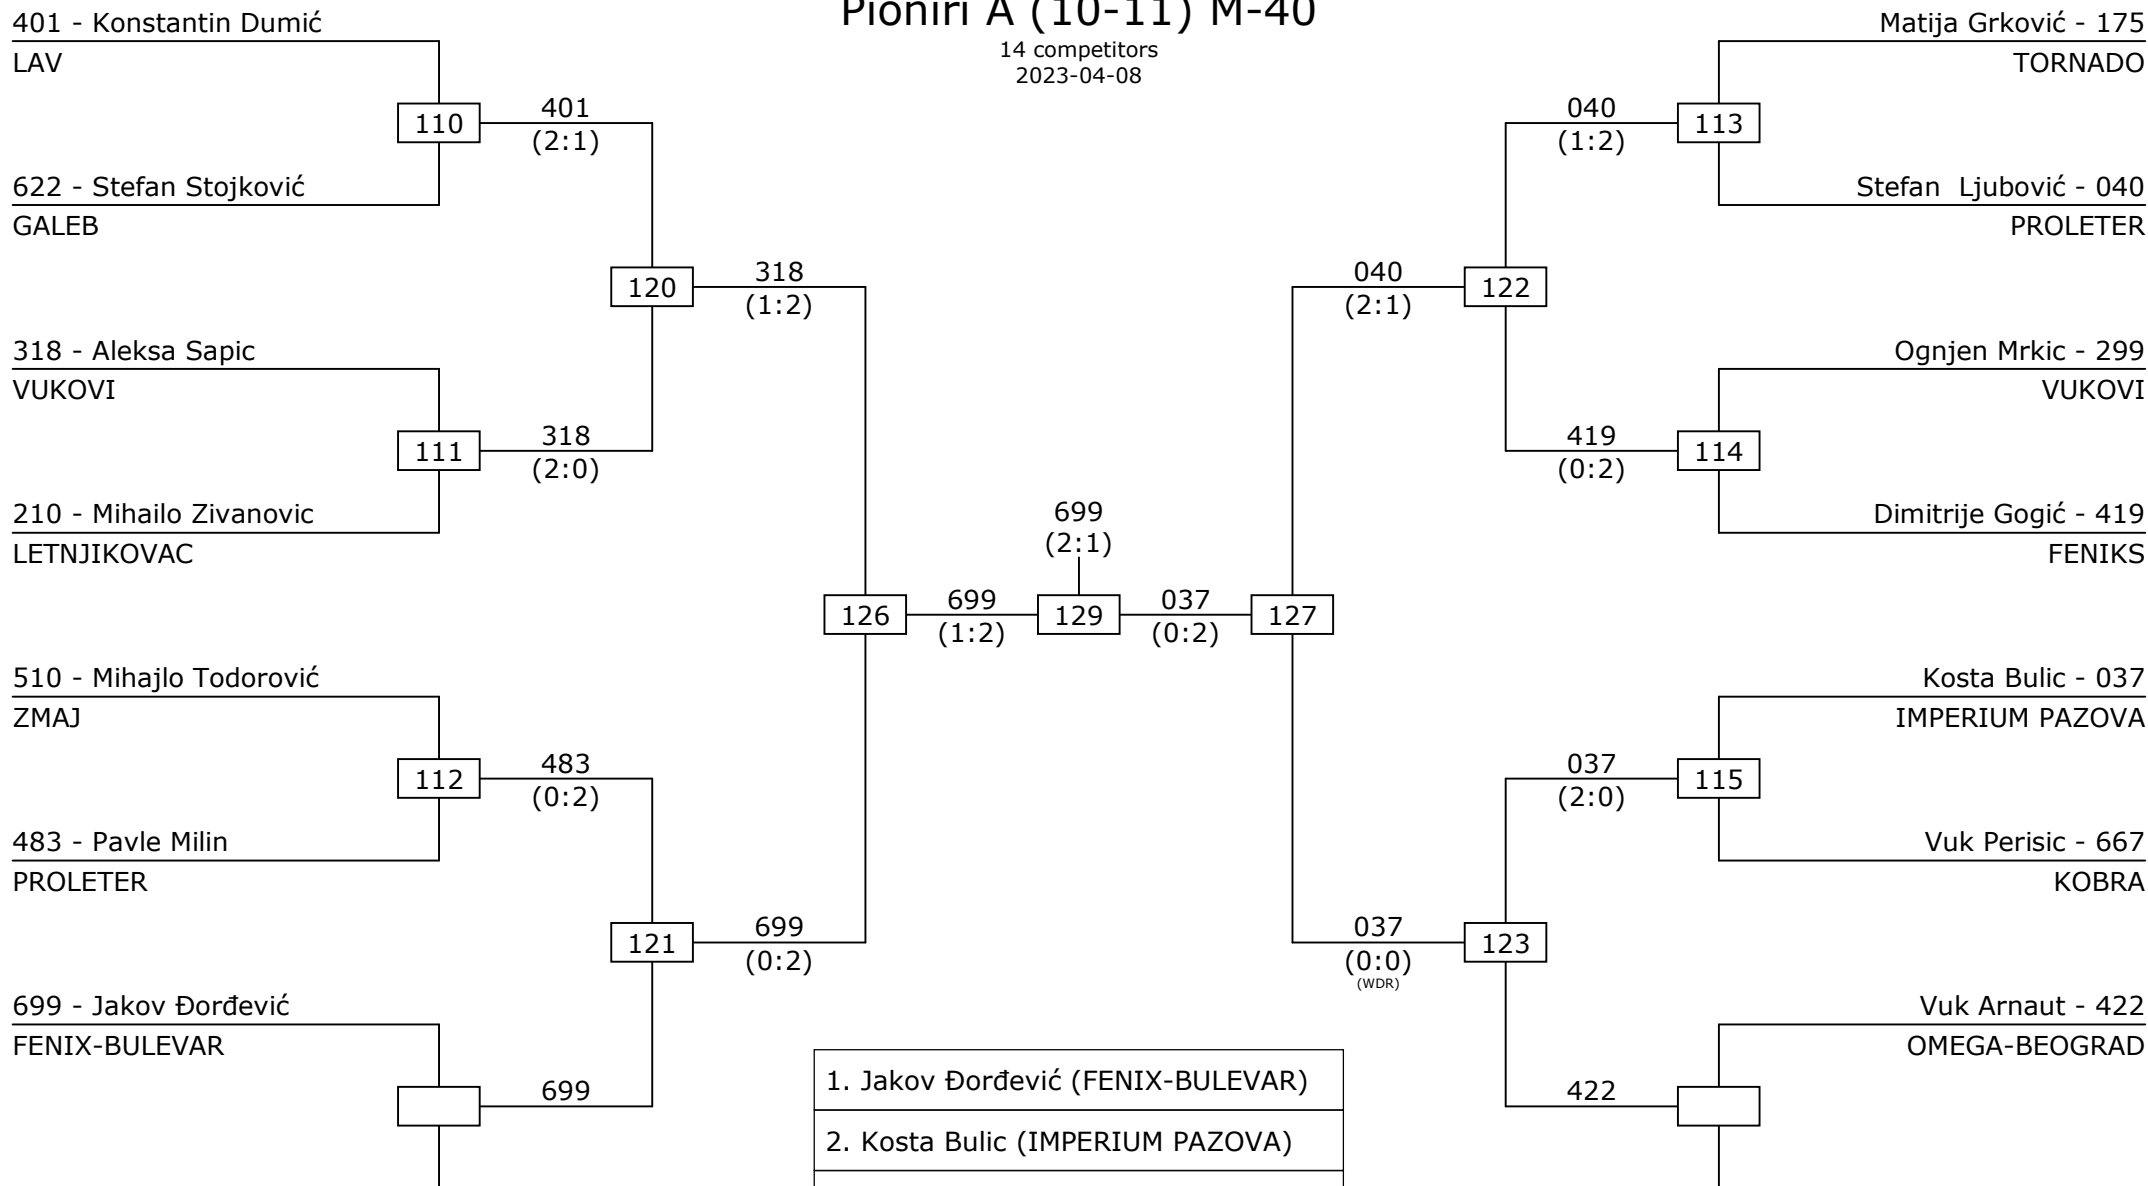 Pioniri A (10-11) M-40
14 competitors
2023-04-08
401 - Konstantin Dumić
LAV
110
401
(2:1)
622 - Stefan Stojković
GALEB
120
318
(1:2)
318 - Aleksa Sapic
VUKOVI
111
318
(2:0)
210 - Mihailo Zivanovic
LETNJIKOVAC
126
699
(1:2)
510 - Mihajlo Todorović
ZMAJ
112
483
(0:2)
483 - Pavle Milin
PROLETER
121
699
(0:2)
699 - Jakov Đorđević
FENIX-BULEVAR
699
699
(2:1)
129
Matija Grković - 175
TORNADO
040
(1:2)
113
Stefan  Ljubović - 040
PROLETER
040
(2:1)
122
Ognjen Mrkic - 299
VUKOVI
419
(0:2)
114
Dimitrije Gogić - 419
FENIKS
037
(0:2)
127
Kosta Bulic - 037
IMPERIUM PAZOVA
037
(2:0)
115
Vuk Perisic - 667
KOBRA
037
(0:0)
(WDR)
123
Vuk Arnaut - 422
OMEGA-BEOGRAD
422
1. Jakov Đorđević (FENIX-BULEVAR)
2. Kosta Bulic (IMPERIUM PAZOVA)